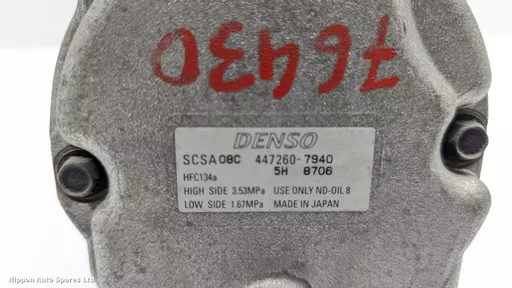 76430
DENSO
SCSA08C 447260-7940
5H 8706
HFC134a
HIGH SIDE 3.53MPa USE ONLY ND-OIL 8
LOW SIDE 1.67MPa MADE IN JAPAN
Nippon Auto Spares Ltd